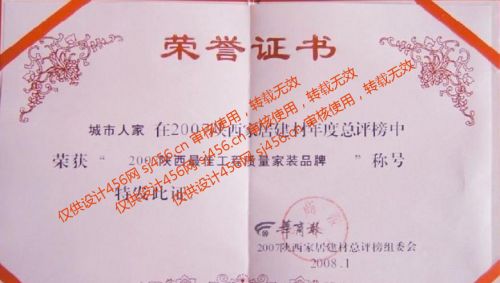 荣誉证书
城市人家 在2007陕西家居建材年度总评榜中
荣获“ 2007陕西最佳工程质量家装品牌 ”称号
特发此证
华商报
2007陕西家居建材总评榜组委会
2008.1
仅供设计456网 sj456.cn 审核使用，转载无效
仅供设计456网 sj456.cn 审核使用，转载无效
仅供设计456网 sj456.cn 审核使用，转载无效